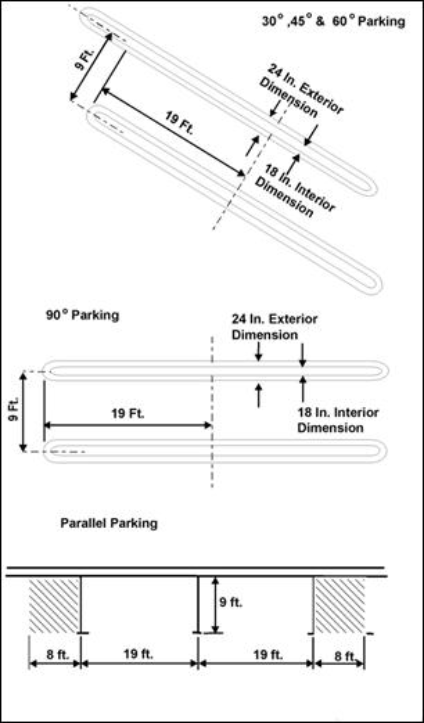 30° ,45° & 60° Parking
9 Ft.
24 In. Exterior
Dimension
19 Ft.
18 In. Interior
Dimension
90° Parking
24 In. Exterior
Dimension
9 Ft.
19 Ft.
18 In. Interior
Dimension
Parallel Parking
9 ft.
8 ft.
19 ft.
19 ft.
8 ft.